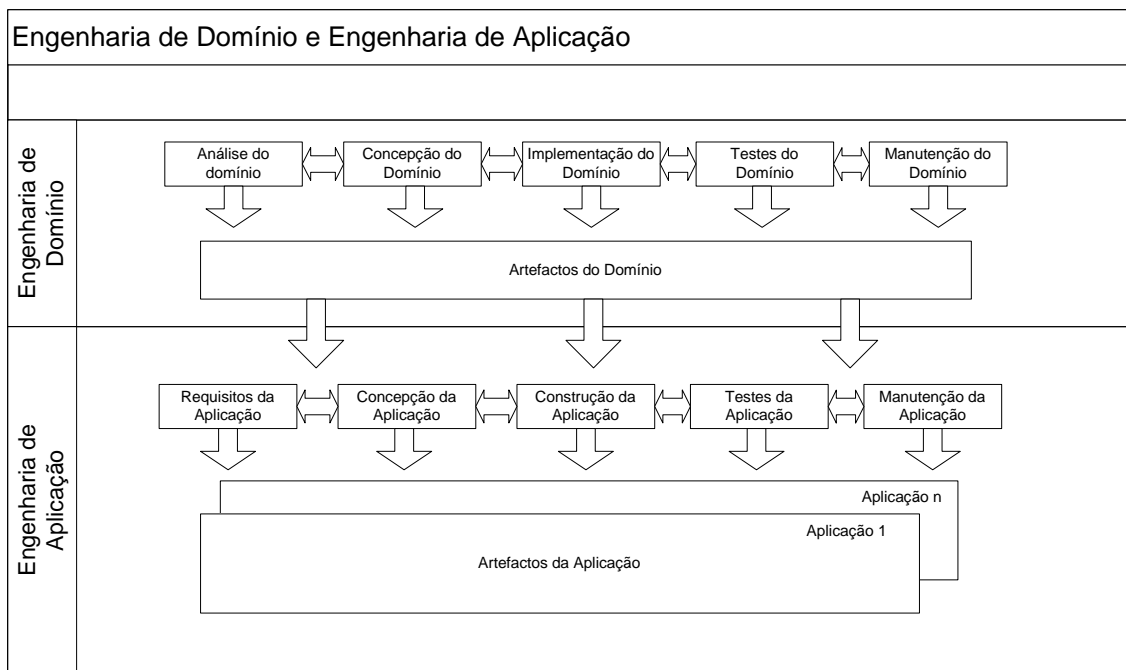 Engenharia de Domínio e Engenharia de Aplicação
Engenharia de
Domínio
Análise do
domínio
Concepção do
Domínio
Implementação do
Domínio
Testes do
Domínio
Manutenção do
Domínio
Artefactos do Domínio
Engenharia de
Aplicação
Requisitos da
Aplicação
Concepção da
Aplicação
Construção da
Aplicação
Testes da
Aplicação
Manutenção da
Aplicação
Aplicação n
Aplicação 1
Artefactos da Aplicação